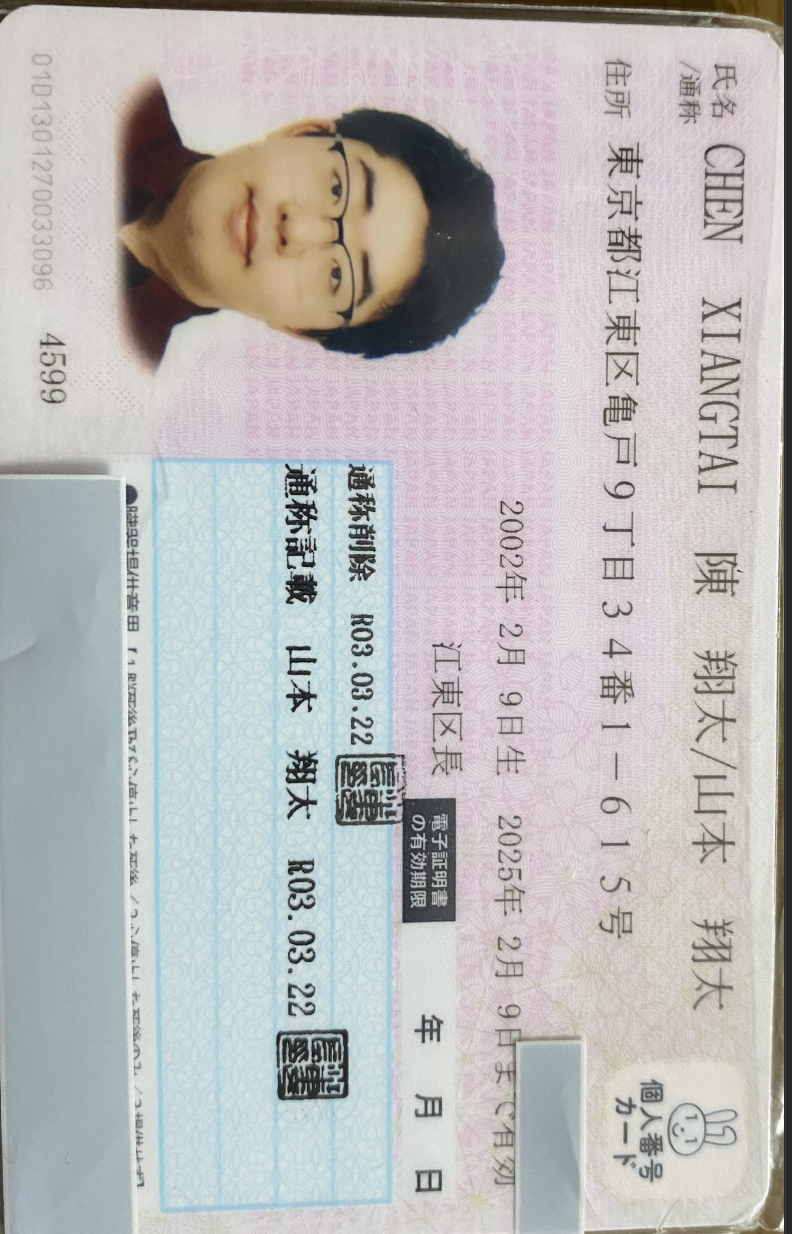 氏名 CHEN XIANGTAI 陳 翔太/山本 翔太
/通称
住所 東京都江東区亀戸9丁目34番1-615号
2002年 2月 9日生 2025年 2月 9日まで有効
江東区長
電子証明書
の有効期限
年 月 日
個人番号
カード
通称削除 R03.03.22
通称記載 山本 翔太 R03.03.22
0101301270033096 4599